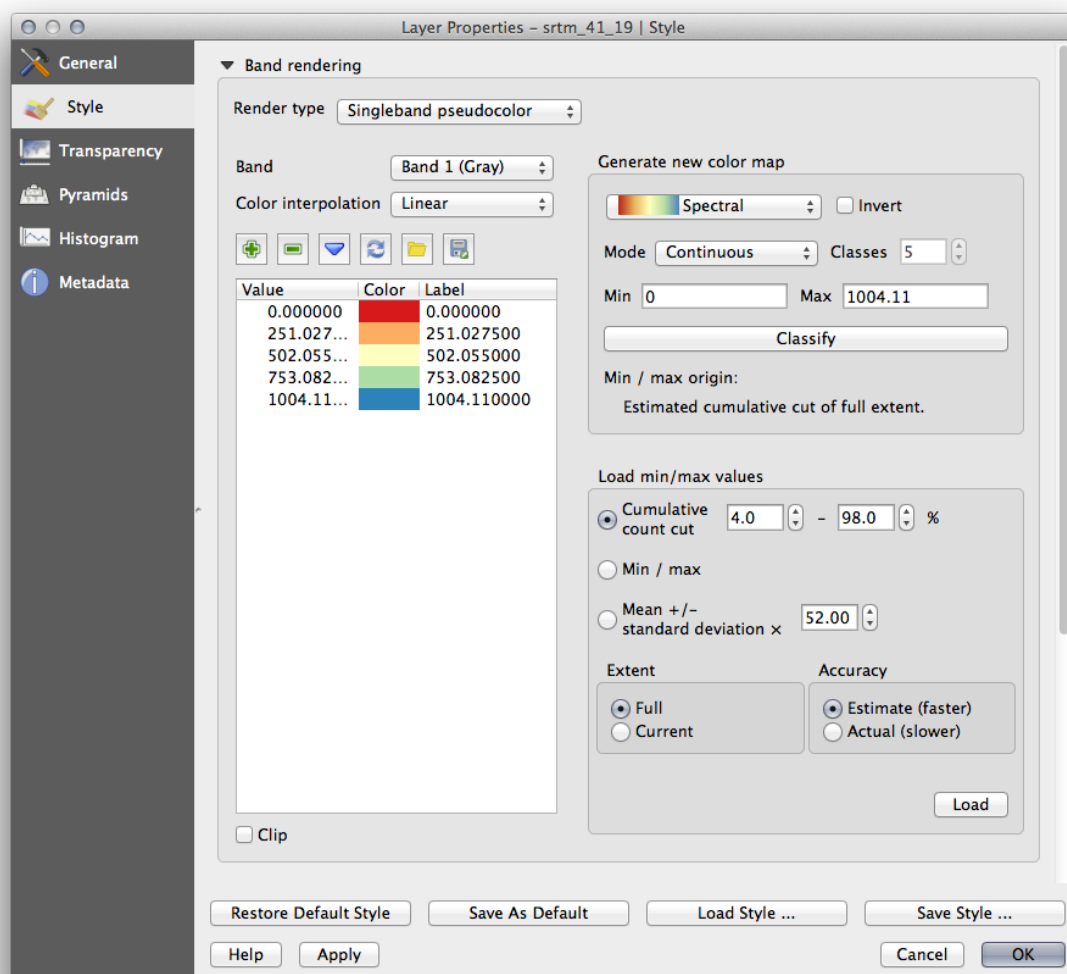 Layer Properties – srtm_41_19 | Style
General
Style
Transparency
Pyramids
Histogram
Metadata
Band rendering
Render type Singleband pseudocolor
Band Band 1 (Gray)
Color interpolation Linear
Value Color Label
0.000000 0.000000
251.027... 251.027500
502.055... 502.055000
753.082... 753.082500
1004.11... 1004.110000
Clip
Generate new color map
Spectral Invert
Mode Continuous Classes 5
Min 0 Max 1004.11
Classify
Min / max origin:
Estimated cumulative cut of full extent.
Load min/max values
Cumulative
count cut 4.0 – 98.0 %
Min / max
Mean +/-
standard deviation × 52.00
Extent
Full
Current
Accuracy
Estimate (faster)
Actual (slower)
Load
Restore Default Style Save As Default Load Style ... Save Style ...
Help Apply Cancel OK